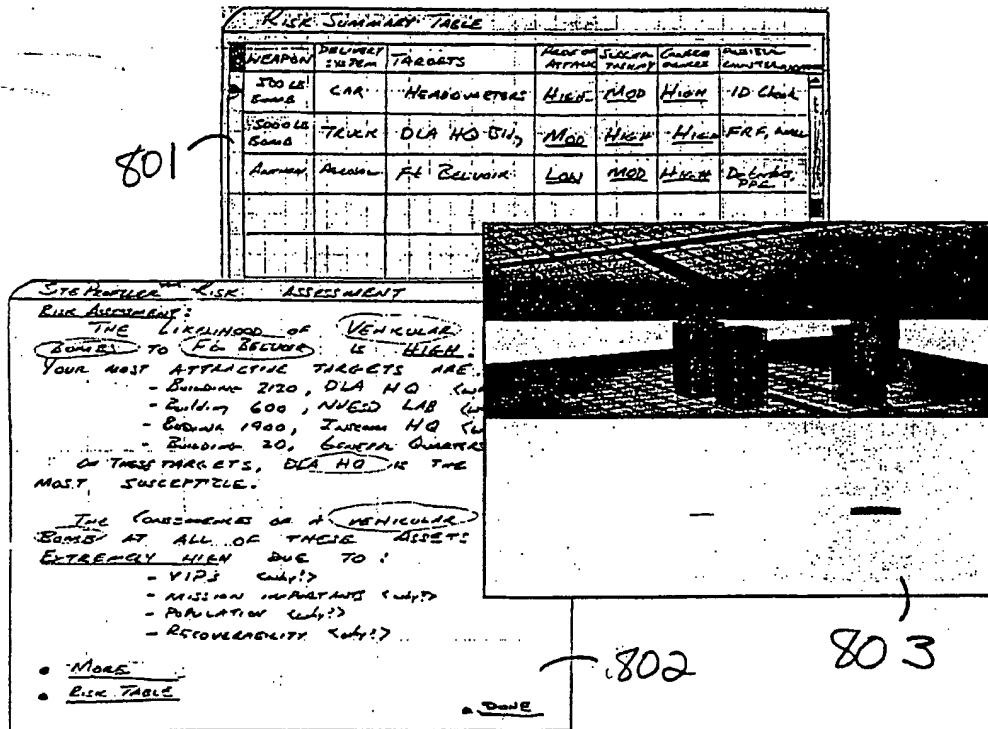 RISK SUMMARY TABLE
WEAPON DELIVERY SYSTEM TARGETS PROB OF ATTACK
500 LB BOMB CAR HEADQUARTERS HIGH MOD HIGH ID Check
5000 LB BOMB TRUCK DLA HQ Bldg MOD HIGH HIGH FRF,
AEROSOL Ft BELVOIR LOW MOD HIGH
801
SITE PROFILER™ RISK ASSESSMENT
RISK ASSESSMENT:
THE LIKELIHOOD OF VEHICULAR
BOMBS TO Ft BELVOIR IS HIGH.
YOUR MOST ATTRACTIVE TARGETS ARE.
- Building 2120, DLA HQ
- Building 600, NVESD LAB
- Building 1900, INSCOM HQ
- Building 20, GENERAL QUARTERS
OF THESE TARGETS, DLA HQ IS THE
MOST SUSCEPTIBLE.
THE CONSEQUENCES OF A VEHICULAR
BOMB AT ALL OF THESE ASSETS
EXTREMELY HIGH DUE TO:
- VIPS <why?>
- MISSION <why?>
- POPULATION <why?>
- RECOVERABILITY <why?>
• MORE
• RISK TABLE
• DONE
802
803